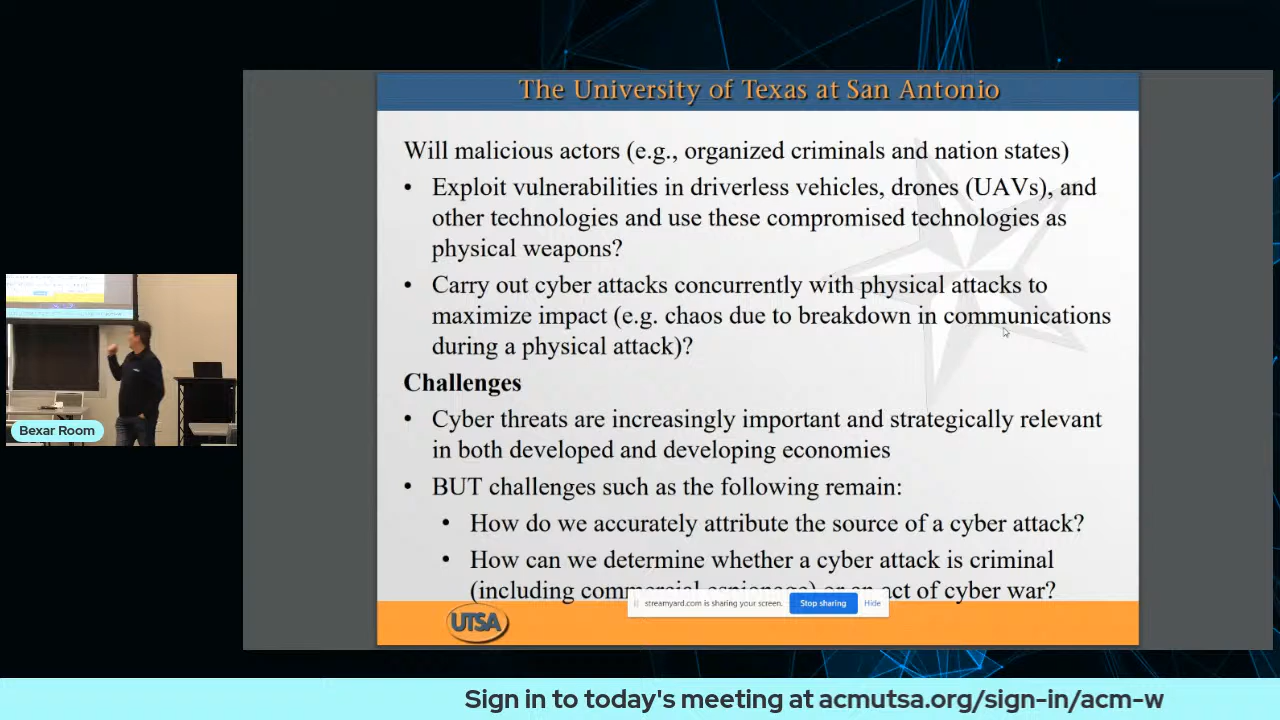 The University of Texas at San Antonio
Will malicious actors (e.g., organized criminals and nation states)
• Exploit vulnerabilities in driverless vehicles, drones (UAVs), and
other technologies and use these compromised technologies as
physical weapons?
• Carry out cyber attacks concurrently with physical attacks to
maximize impact (e.g. chaos due to breakdown in communications
during a physical attack)?
Challenges
• Cyber threats are increasingly important and strategically relevant
in both developed and developing economies
• BUT challenges such as the following remain:
• How do we accurately attribute the source of a cyber attack?
• How can we determine whether a cyber attack is criminal
(including commercial espionage) or an act of cyber war?
streamyard.com is sharing your screen.
Stop sharing
Hide
UTSA
Bexar Room
Sign in to today's meeting at acmutsa.org/sign-in/acm-w